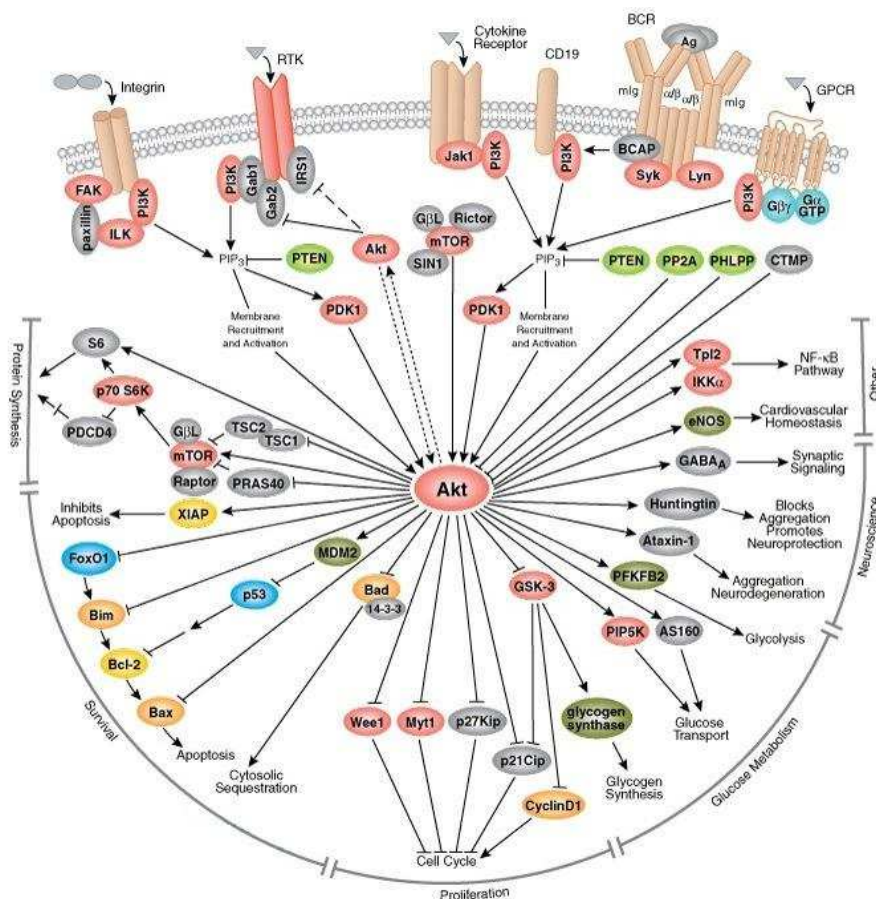 Integrin
RTK
Cytokine
Receptor
CD19
BCR
Ag
mIg
α/β
α/β
mIg
GPCR
FAK
paxillin
ILK
PI3K
PI3K
Gab1
Gab2
IRS1
Jak1
PI3K
PI3K
BCAP
Syk
Lyn
PI3K
Gβγ
Gα
GTP
PIP3
PTEN
Akt
GβL
Rictor
mTOR
SIN1
PIP3
PTEN
PP2A
PHLPP
CTMP
PDK1
Membrane
Recruitment
and Activation
PDK1
Membrane
Recruitment
and Activation
Protein Synthesis
S6
p70 S6K
PDCD4
GβL
mTOR
Raptor
TSC2
TSC1
PRAS40
Akt
Tpl2
IKKα
NF-κB
Pathway
eNOS
Cardiovascular
Homeostasis
Other
GABAA
Synaptic
Signaling
Huntingtin
Blocks
Aggregation
Promotes
Neuroprotection
Ataxin-1
Aggregation
Neurodegeneration
Neuroscience
Inhibits
Apoptosis
XIAP
FoxO1
MDM2
p53
Bim
Bcl-2
Bax
Apoptosis
Bad
14-3-3
Cytosolic
Sequestration
Survival
GSK-3
PFKFB2
Glycolysis
PIP5K
AS160
Glucose
Transport
glycogen
synthase
Glycogen
Synthesis
Glucose Metabolism
Wee1
Myt1
p27Kip
p21Cip
CyclinD1
Cell Cycle
Proliferation